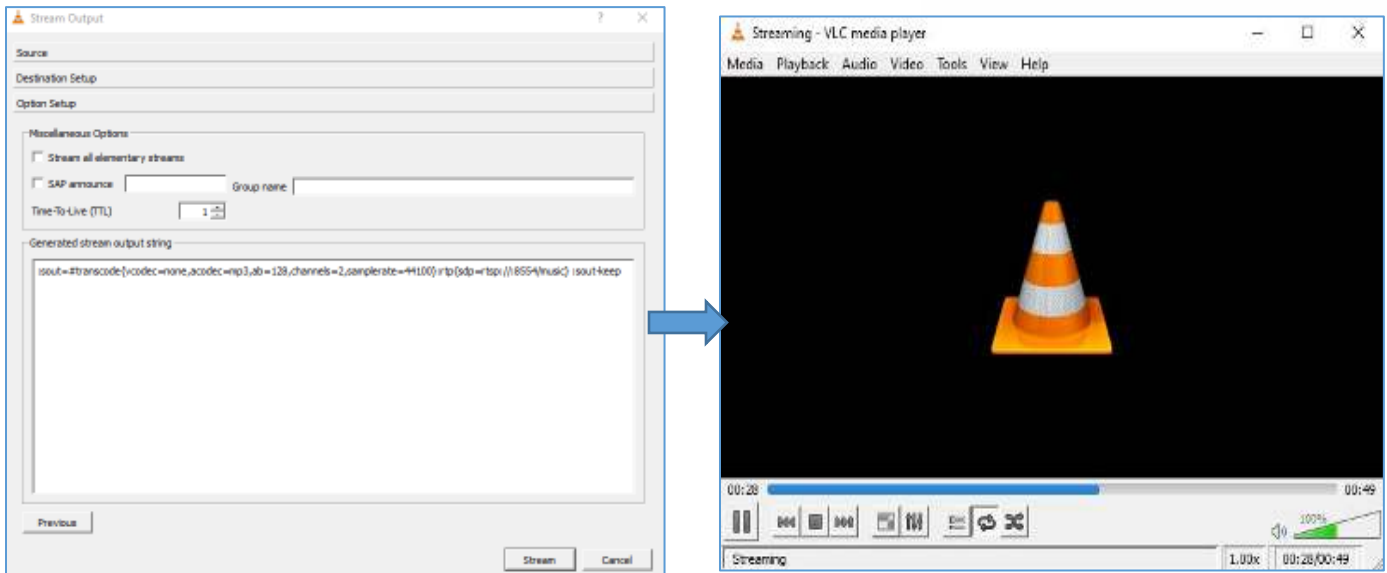 Stream Output
?
Source
Destination Setup
Option Setup
Miscellaneous Options
Stream all elementary streams
SAP announce
Group name
Time-To-Live (TTL)
1
Generated stream output string
:sout=#transcode{vcodec=none,acodec=mp3,ab=128,channels=2,samplerate=44100}:rtp{sdp=rtsp://:8554/music} :sout-keep
Previous
Stream
Cancel
Streaming - VLC media player
Media Playback Audio Video Tools View Help
00:28
00:49
100%
Streaming
1.00x
00:28/00:49